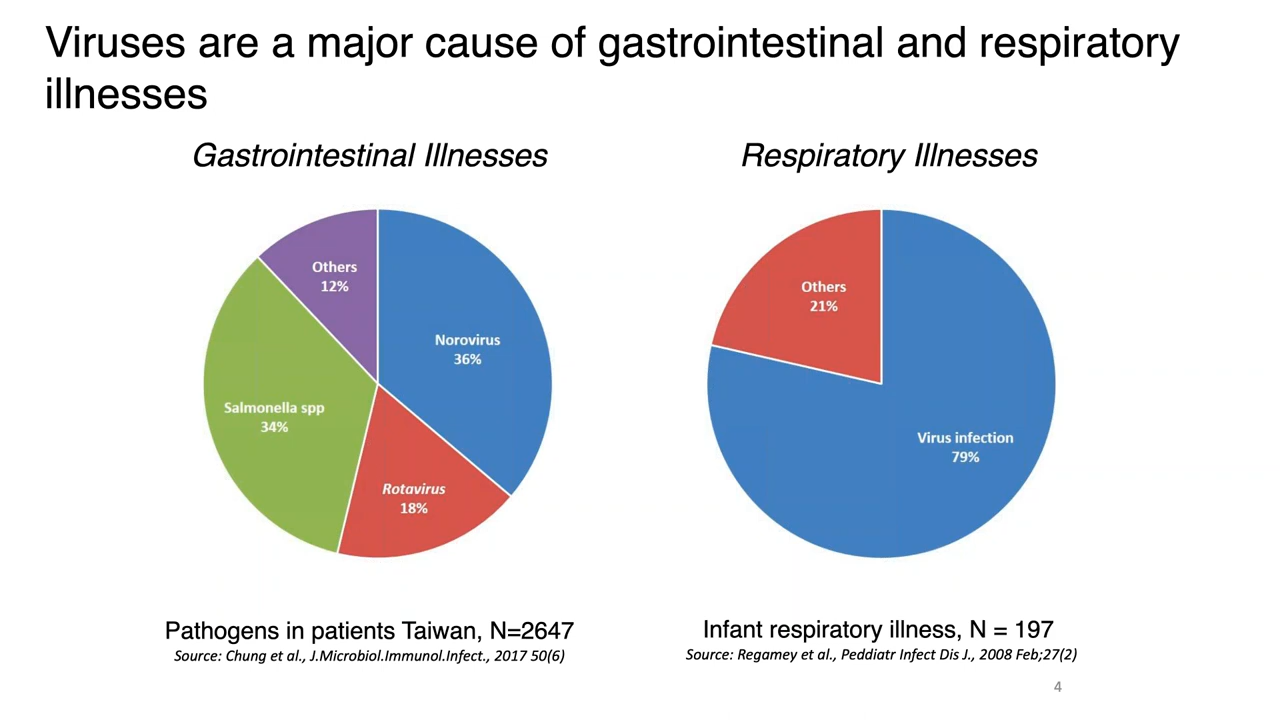 Viruses are a major cause of gastrointestinal and respiratory
illnesses
Gastrointestinal Illnesses
Respiratory Illnesses
Others
12%
Norovirus
36%
Salmonella spp
34%
Rotavirus
18%
Others
21%
Virus infection
79%
Pathogens in patients Taiwan, N=2647
Source: Chung et al., J.Microbiol.Immunol.Infect., 2017 50(6)
Infant respiratory illness, N = 197
Source: Regamey et al., Peddiatr Infect Dis J., 2008 Feb;27(2)
4